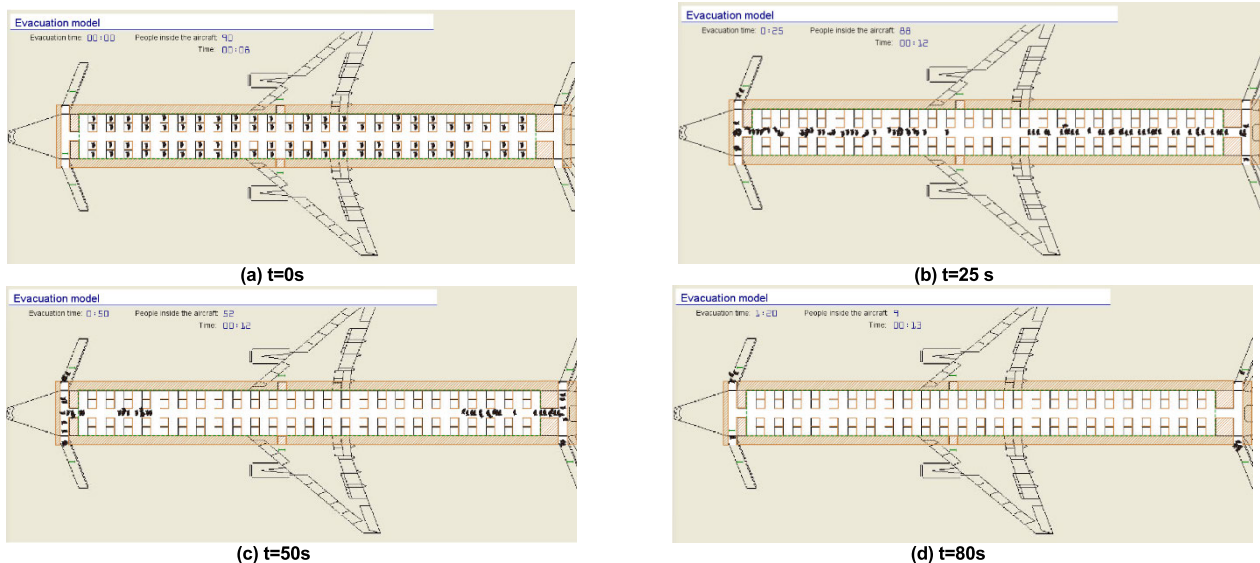 Evacuation model
Evacuation time: 00:00 People inside the aircraft: 90
Time: 00:06
(a) t=0s
Evacuation model
Evacuation time: 0:25 People inside the aircraft: 88
Time: 00:12
(b) t=25 s
Evacuation model
Evacuation time: 0:50 People inside the aircraft: 52
Time: 00:12
(c) t=50s
Evacuation model
Evacuation time: 1:20 People inside the aircraft: 9
Time: 00:13
(d) t=80s